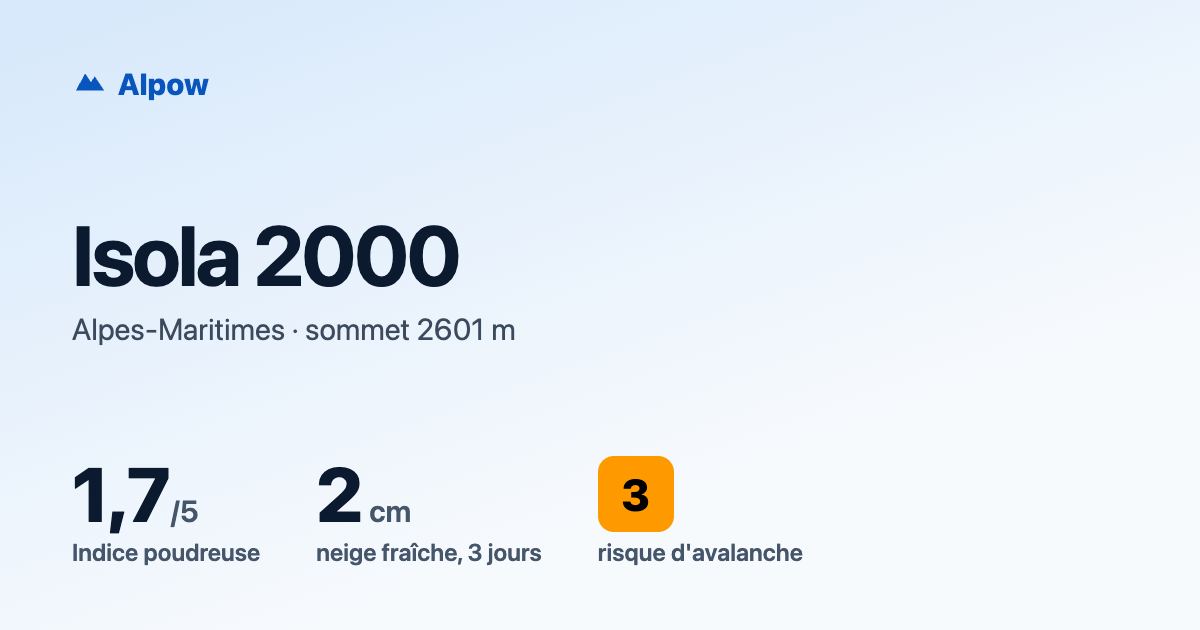 Alpow
Isola 2000
Alpes-Maritimes · sommet 2601 m
1,7/5
Indice poudreuse
2 cm
neige fraîche, 3 jours
3
risque d'avalanche